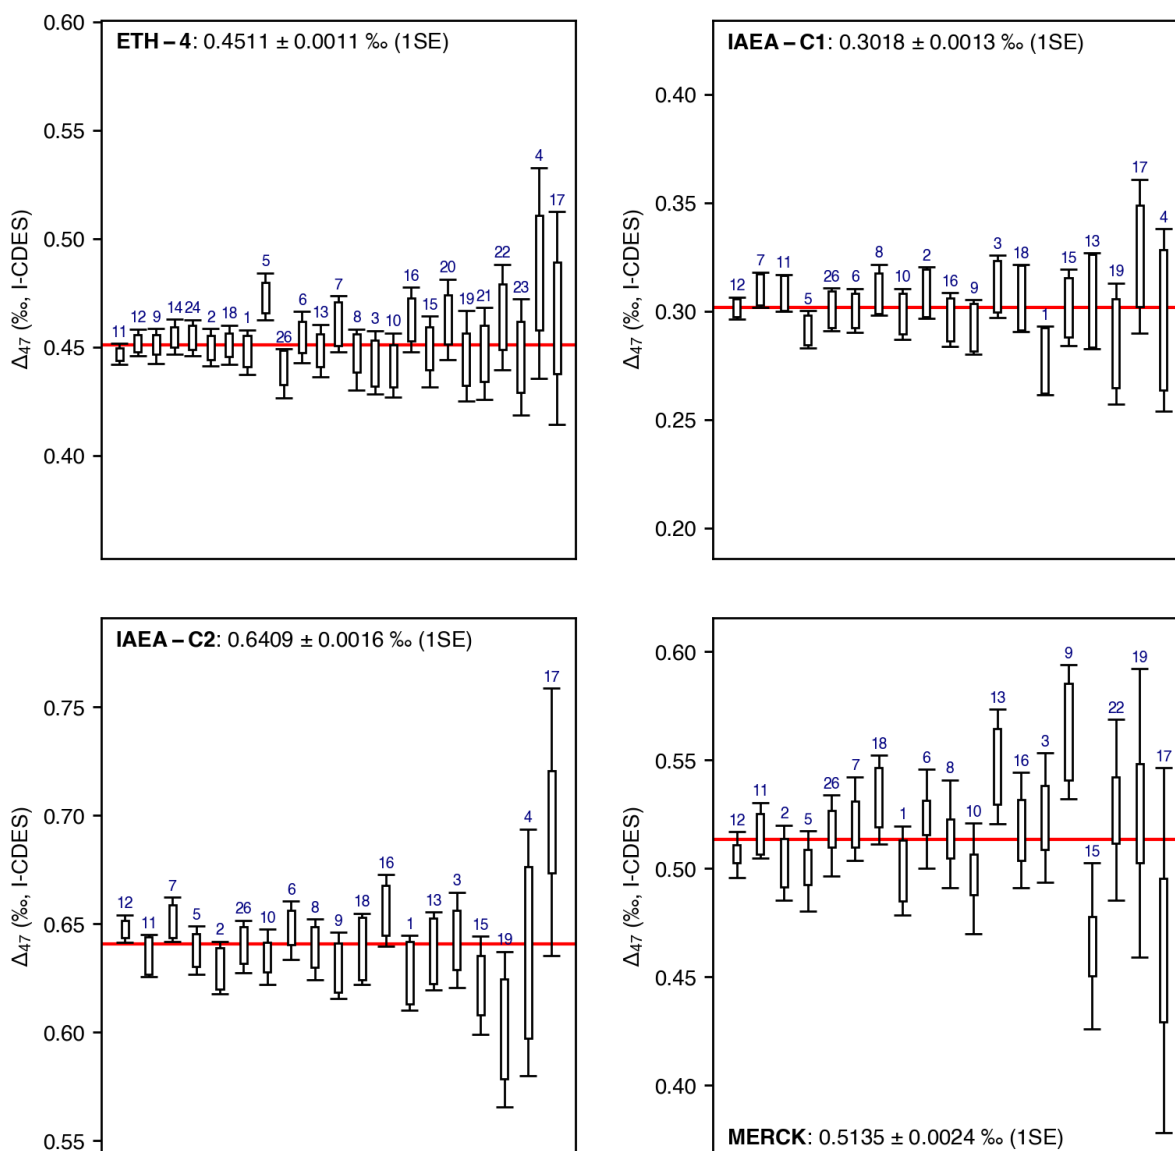 ETH – 4: 0.4511 ± 0.0011 ‰ (1SE)
0.60
0.55
0.50
0.45
0.40
Δ47 (‰, I-CDES)
11 12 9 14 24 2 18 1 5 26 6 13 7 8 3 10 16 15 20 19 21 22 23 4 17
IAEA – C1: 0.3018 ± 0.0013 ‰ (1SE)
0.40
0.35
0.30
0.25
0.20
Δ47 (‰, I-CDES)
12 7 11 5 26 6 8 10 2 16 9 3 18 1 15 13 19 17 4
IAEA – C2: 0.6409 ± 0.0016 ‰ (1SE)
0.75
0.70
0.65
0.60
0.55
Δ47 (‰, I-CDES)
12 11 7 5 2 26 10 6 8 9 18 16 1 13 3 15 19 4 17
0.60
0.55
0.50
0.45
0.40
Δ47 (‰, I-CDES)
12 11 2 5 26 7 18 1 6 8 10 13 16 3 9 15 22 19 17
MERCK: 0.5135 ± 0.0024 ‰ (1SE)